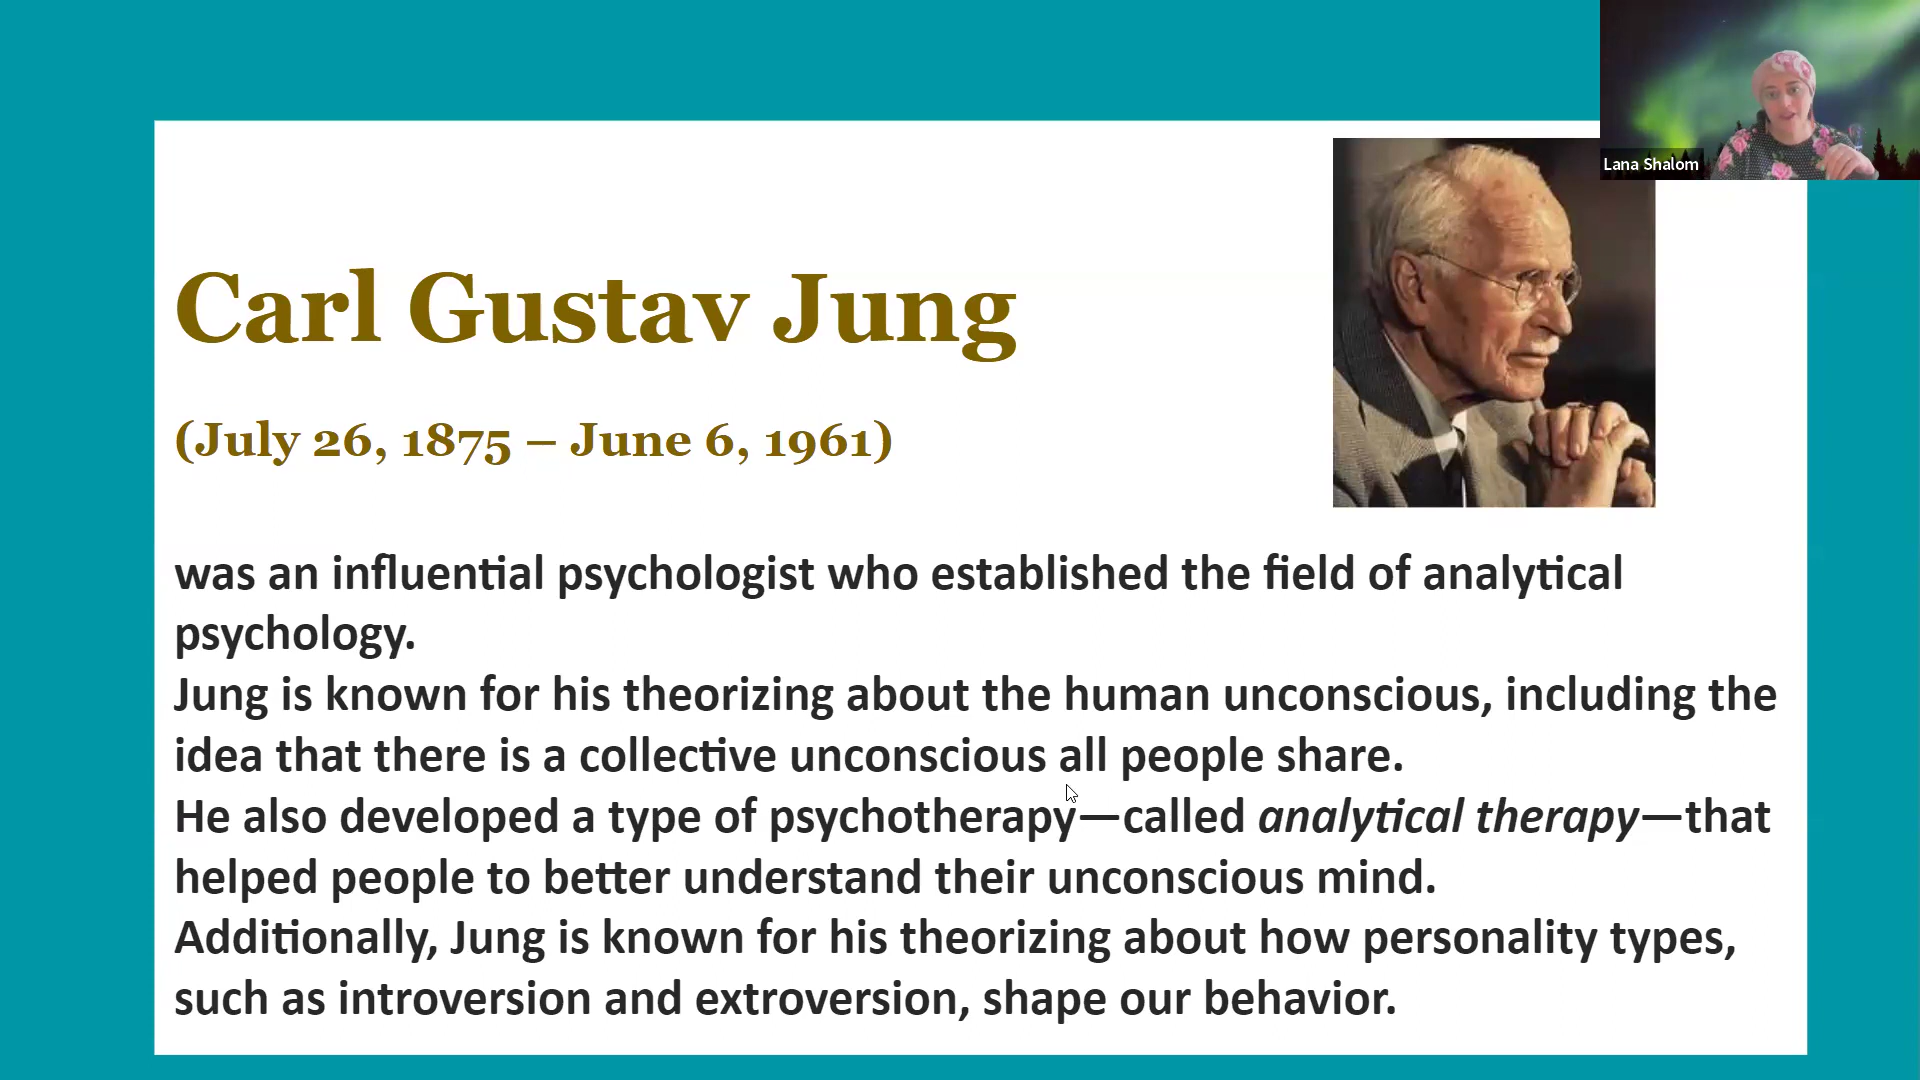 Lana Shalom
Carl Gustav Jung
(July 26, 1875 – June 6, 1961)
was an influential psychologist who established the field of analytical
psychology.
Jung is known for his theorizing about the human unconscious, including the
idea that there is a collective unconscious all people share.
He also developed a type of psychotherapy—called analytical therapy—that
helped people to better understand their unconscious mind.
Additionally, Jung is known for his theorizing about how personality types,
such as introversion and extroversion, shape our behavior.